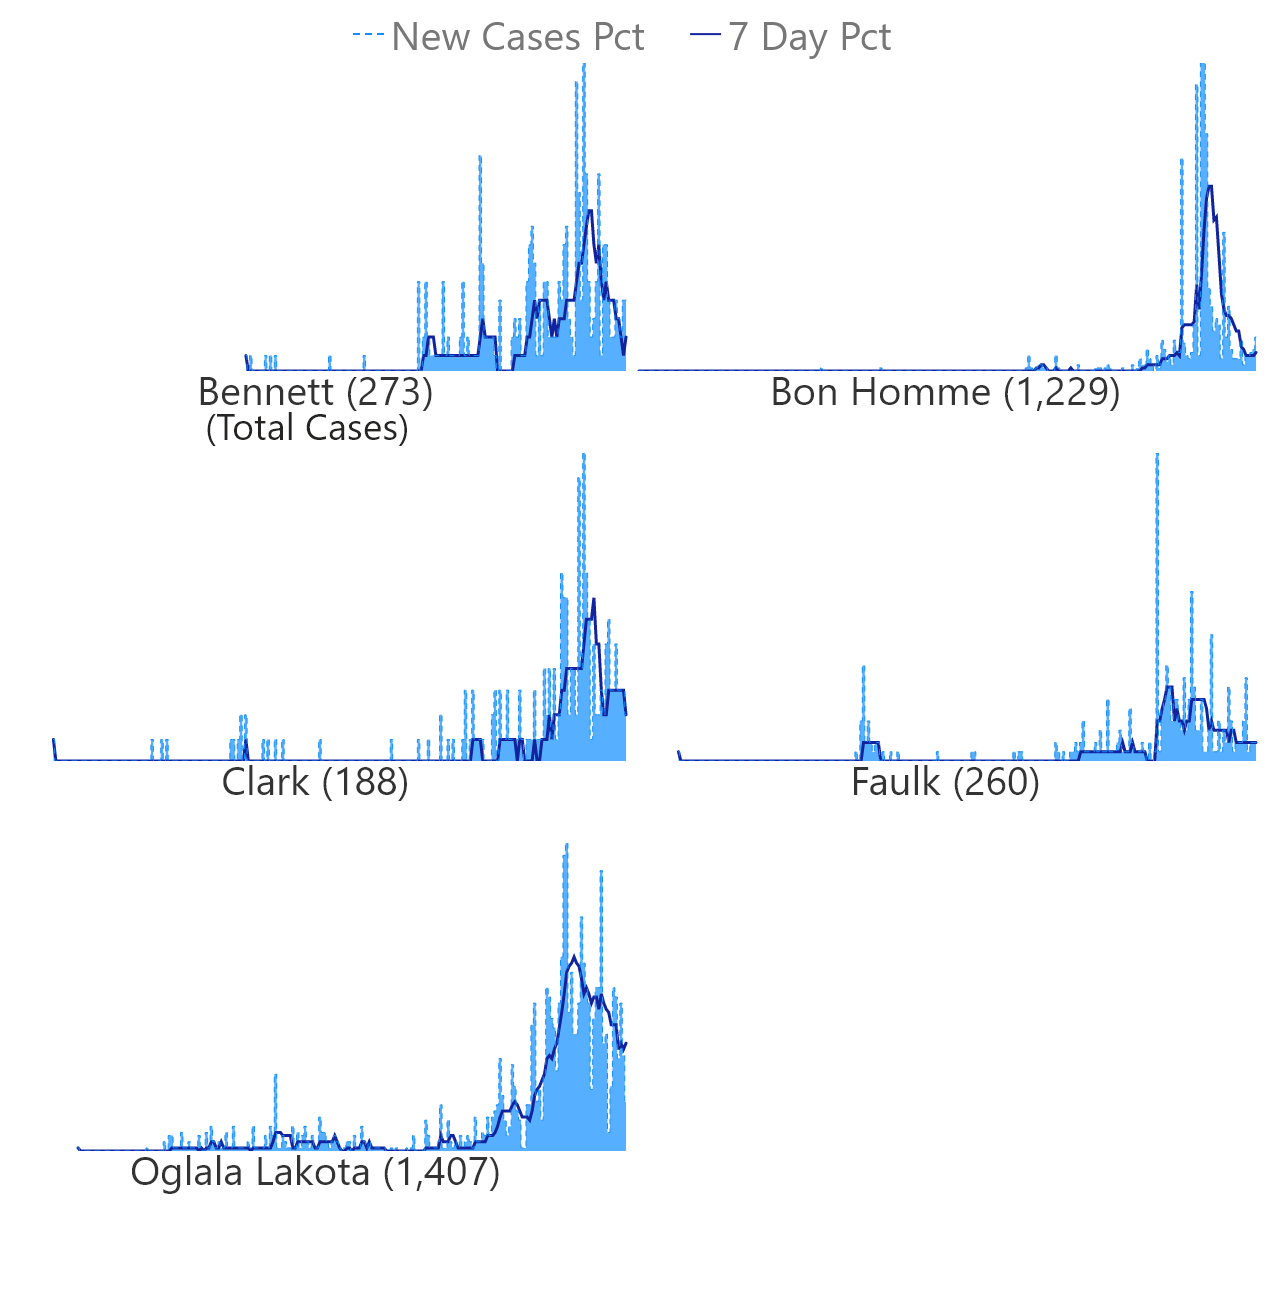 New Cases Pct 7 Day Pct
Bennett (273) Bon Homme (1,229)
(Total Cases)
Clark (188) Faulk (260)
Oglala Lakota (1,407)